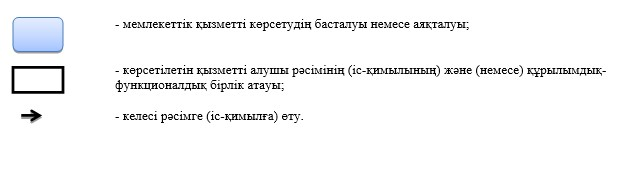 - мемлекеттік қызметті көрсетудің басталуы немесе аяқталуы;
- көрсетілетін қызметті алушы рәсімінің (іс-қимылының) және (немесе) құрылымдық-
функционалдық бірлік атауы;
- келесі рәсімге (іс-қимылға) өту.